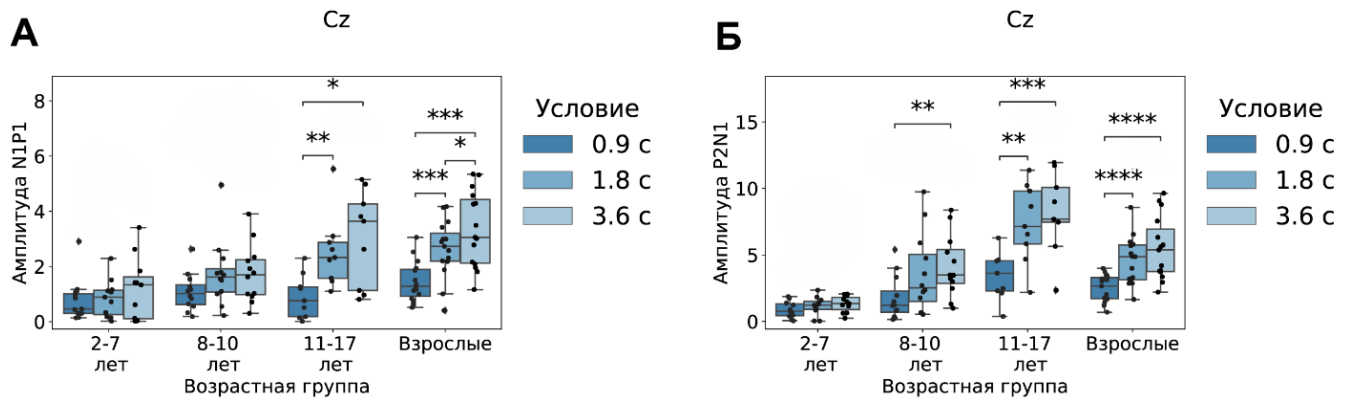 А
Cz
Амплитуда N1P1
8
6
4
2
0
*
**
***
*
***
2-7
лет
8-10
лет
11-17
лет
Взрослые
Возрастная группа
Условие
0.9 с
1.8 с
3.6 с
Б
Cz
Амплитуда P2N1
15
10
5
0
**
***
**
****
****
2-7
лет
8-10
лет
11-17
лет
Взрослые
Возрастная группа
Условие
0.9 с
1.8 с
3.6 с